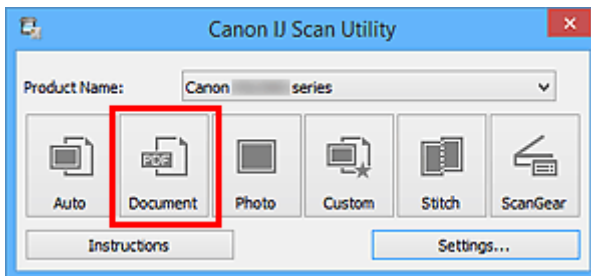 Canon IJ Scan Utility
Product Name: Canon series
PDF
Auto Document Photo Custom Stitch ScanGear
Instructions Settings...